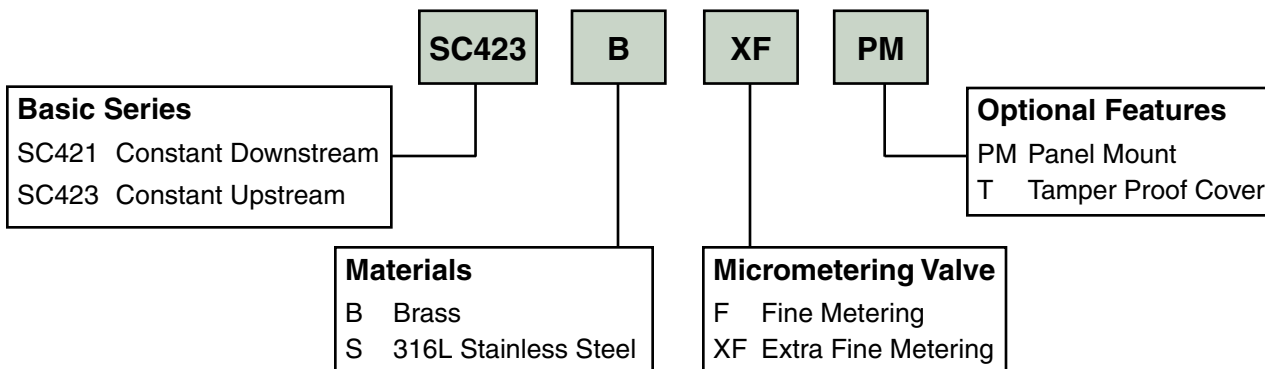 SC423 B XF PM
Basic Series
SC421 Constant Downstream
SC423 Constant Upstream
Optional Features
PM Panel Mount
T Tamper Proof Cover
Materials
B Brass
S 316L Stainless Steel
Micrometering Valve
F Fine Metering
XF Extra Fine Metering